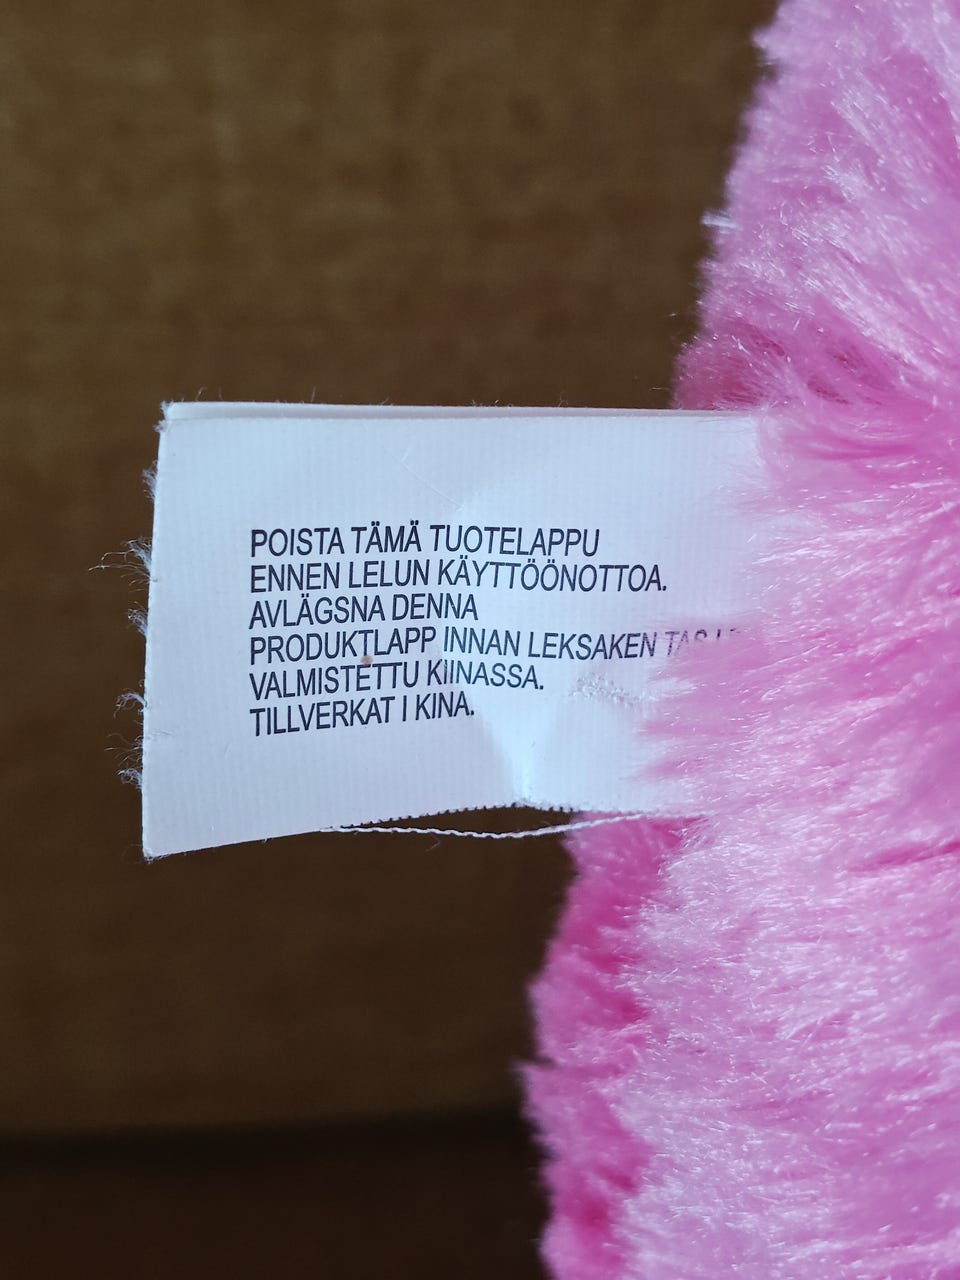 POISTA TÄMÄ TUOTELAPPU
ENNEN LELUN KÄYTTÖÖNOTTOA.
AVLÄGSNA DENNA
PRODUKTLAPP INNAN LEKSAKEN
VALMISTETTU KIINASSA.
TILLVERKAT I KINA.